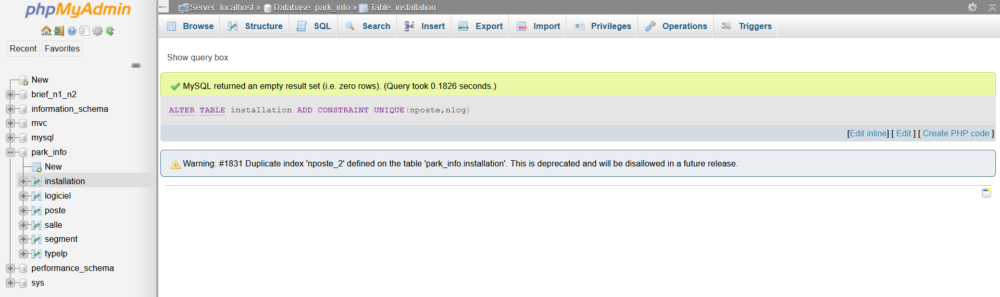 phpMyAdmin
Recent
Favorites
New
brief_n1_n2
information_schema
mvc
mysql
park_info
New
installation
logiciel
poste
salle
segment
typelp
performance_schema
sys
Server: localhost » Database: park_info » Table: installation
Browse Structure SQL Search Insert Export Import Privileges Operations Triggers
Show query box
MySQL returned an empty result set (i.e. zero rows). (Query took 0.1826 seconds.)
ALTER TABLE installation ADD CONSTRAINT UNIQUE(nposte,nlog)
[Edit inline] [ Edit ] [ Create PHP code ]
Warning: #1831 Duplicate index 'nposte_2' defined on the table 'park_info.installation'. This is deprecated and will be disallowed in a future release.